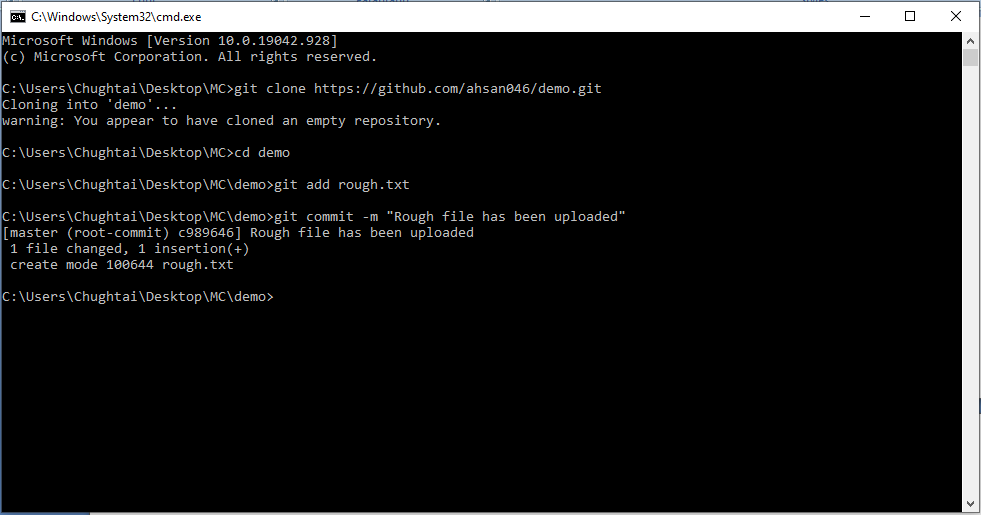 C:\Windows\System32\cmd.exe
Microsoft Windows [Version 10.0.19042.928]
(c) Microsoft Corporation. All rights reserved.
C:\Users\Chughtai\Desktop\MC>git clone https://github.com/ahsan046/demo.git
Cloning into 'demo'...
warning: You appear to have cloned an empty repository.
C:\Users\Chughtai\Desktop\MC>cd demo
C:\Users\Chughtai\Desktop\MC\demo>git add rough.txt
C:\Users\Chughtai\Desktop\MC\demo>git commit -m "Rough file has been uploaded"
[master (root-commit) c989646] Rough file has been uploaded
 1 file changed, 1 insertion(+)
 create mode 100644 rough.txt
C:\Users\Chughtai\Desktop\MC\demo>